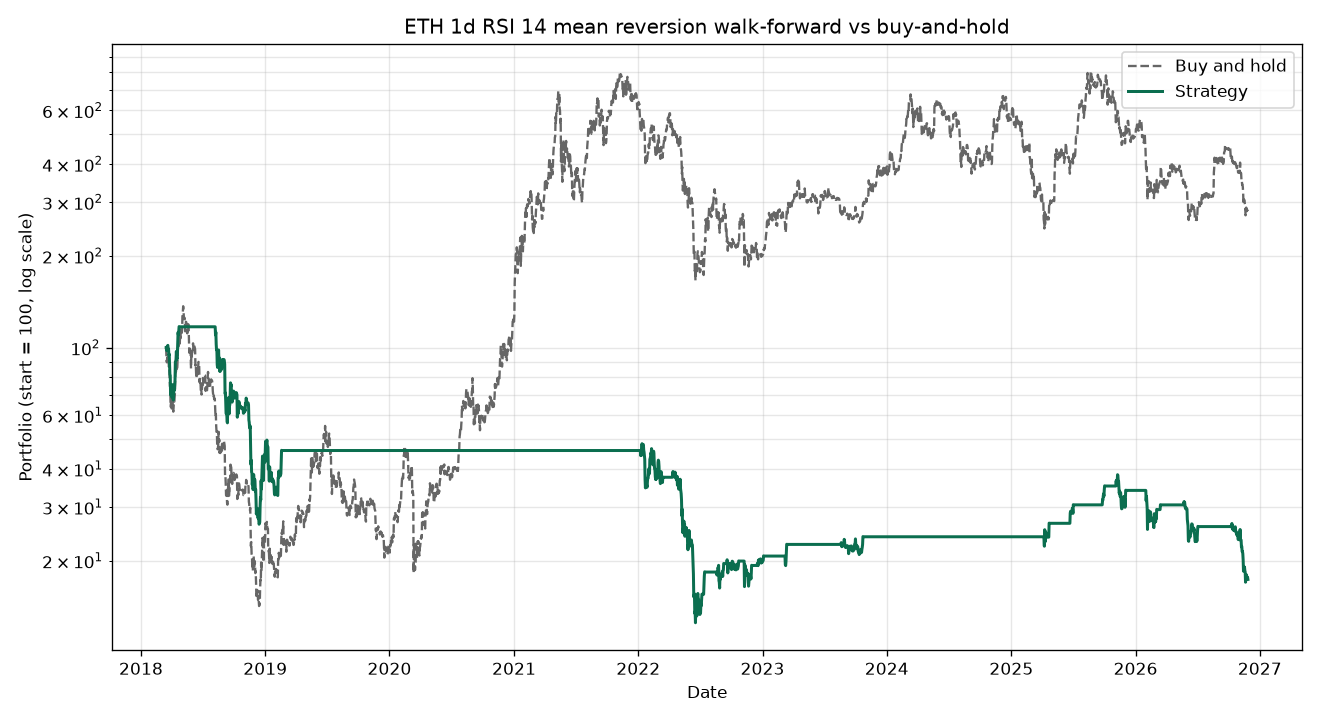 ETH 1d RSI 14 mean reversion walk-forward vs buy-and-hold
Buy and hold
Strategy
Portfolio (start = 100, log scale)
6 × 10²
4 × 10²
3 × 10²
2 × 10²
10²
6 × 10¹
4 × 10¹
3 × 10¹
2 × 10¹
2018 2019 2020 2021 2022 2023 2024 2025 2026 2027
Date